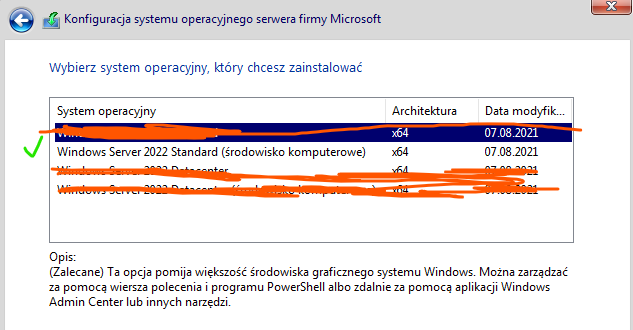 Konfiguracja systemu operacyjnego serwera firmy Microsoft
Wybierz system operacyjny, który chcesz zainstalować
System operacyjny Architektura Data modyfik...
x64 07.08.2021
Windows Server 2022 Standard (środowisko komputerowe) x64 07.08.2021
Windows Server 2022 Datacenter x64 07.08.2021
Windows Server 2022 Datacenter (środowisko komputerowe) x64 07.08.2021
Opis:
(Zalecane) Ta opcja pomija większość środowiska graficznego systemu Windows. Można zarządzać
za pomocą wiersza polecenia i programu PowerShell albo zdalnie za pomocą aplikacji Windows
Admin Center lub innych narzędzi.